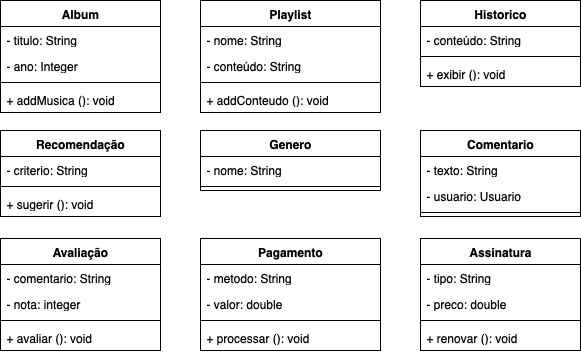 Album
- titulo: String
- ano: Integer
+ addMusica (): void
Playlist
- nome: String
- conteúdo: String
+ addConteudo (): void
Historico
- conteúdo: String
+ exibir (): void
Recomendação
- criterio: String
+ sugerir (): void
Genero
- nome: String
Comentario
- texto: String
- usuario: Usuario
Avaliação
- comentario: String
- nota: integer
+ avaliar (): void
Pagamento
- metodo: String
- valor: double
+ processar (): void
Assinatura
- tipo: String
- preco: double
+ renovar (): void